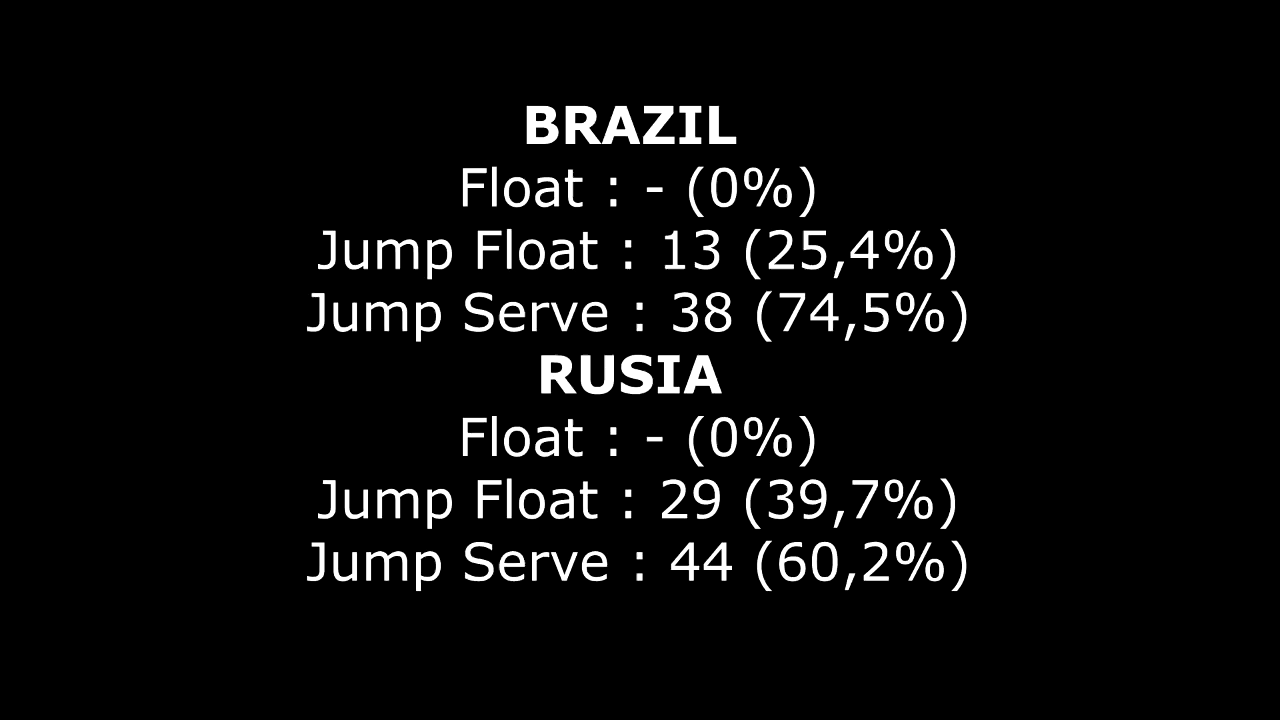 BRAZIL
Float : - (0%)
Jump Float : 13 (25,4%)
Jump Serve : 38 (74,5%)
RUSIA
Float : - (0%)
Jump Float : 29 (39,7%)
Jump Serve : 44 (60,2%)